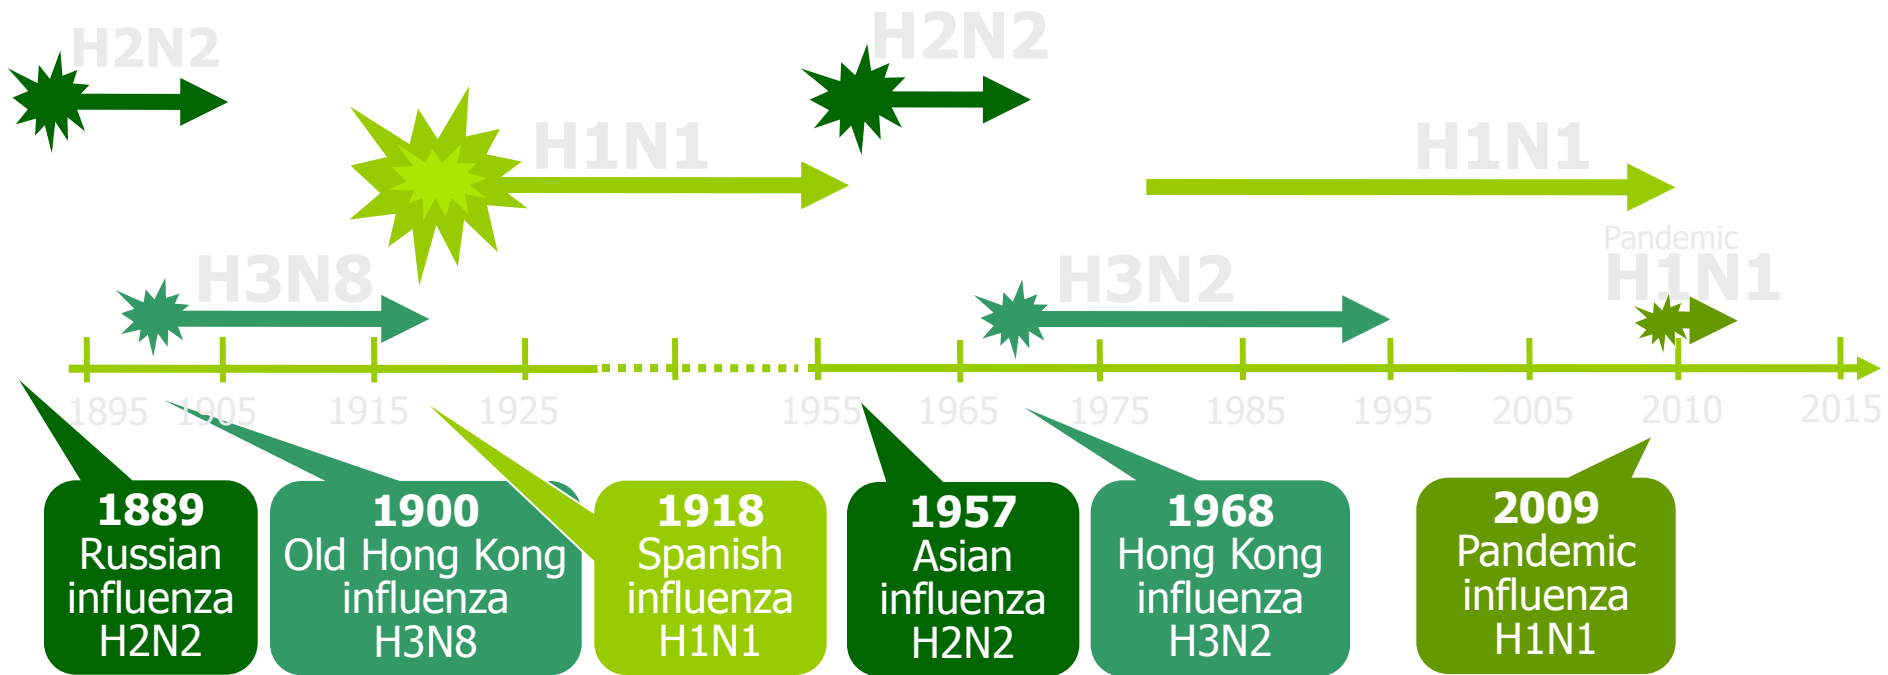 H2N2
H2N2
H1N1
H1N1
Pandemic
H1N1
H3N8
H3N2
1895 1905 1915 1925 1955 1965 1975 1985 1995 2005 2010 2015
1889
Russian
influenza
H2N2
1900
Old Hong Kong
influenza
H3N8
1918
Spanish
influenza
H1N1
1957
Asian
influenza
H2N2
1968
Hong Kong
influenza
H3N2
2009
Pandemic
influenza
H1N1